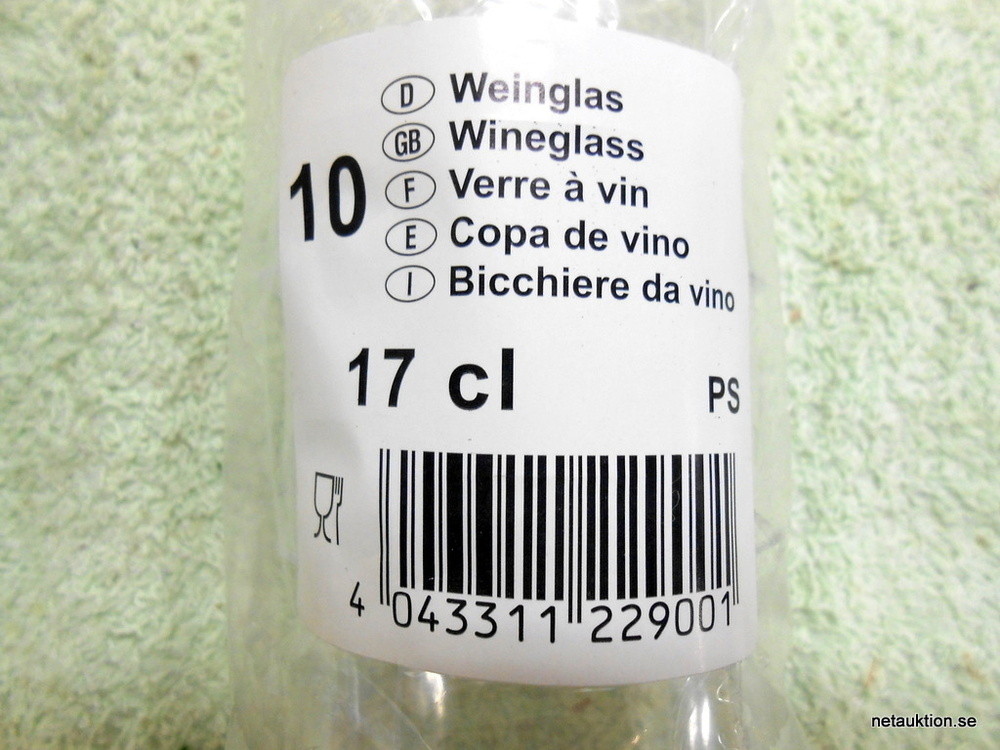 D Weinglas
GB Wineglass
10 F Verre à vin
E Copa de vino
I Bicchiere da vino
17 cl PS
4 043311 229001
netauktion.se